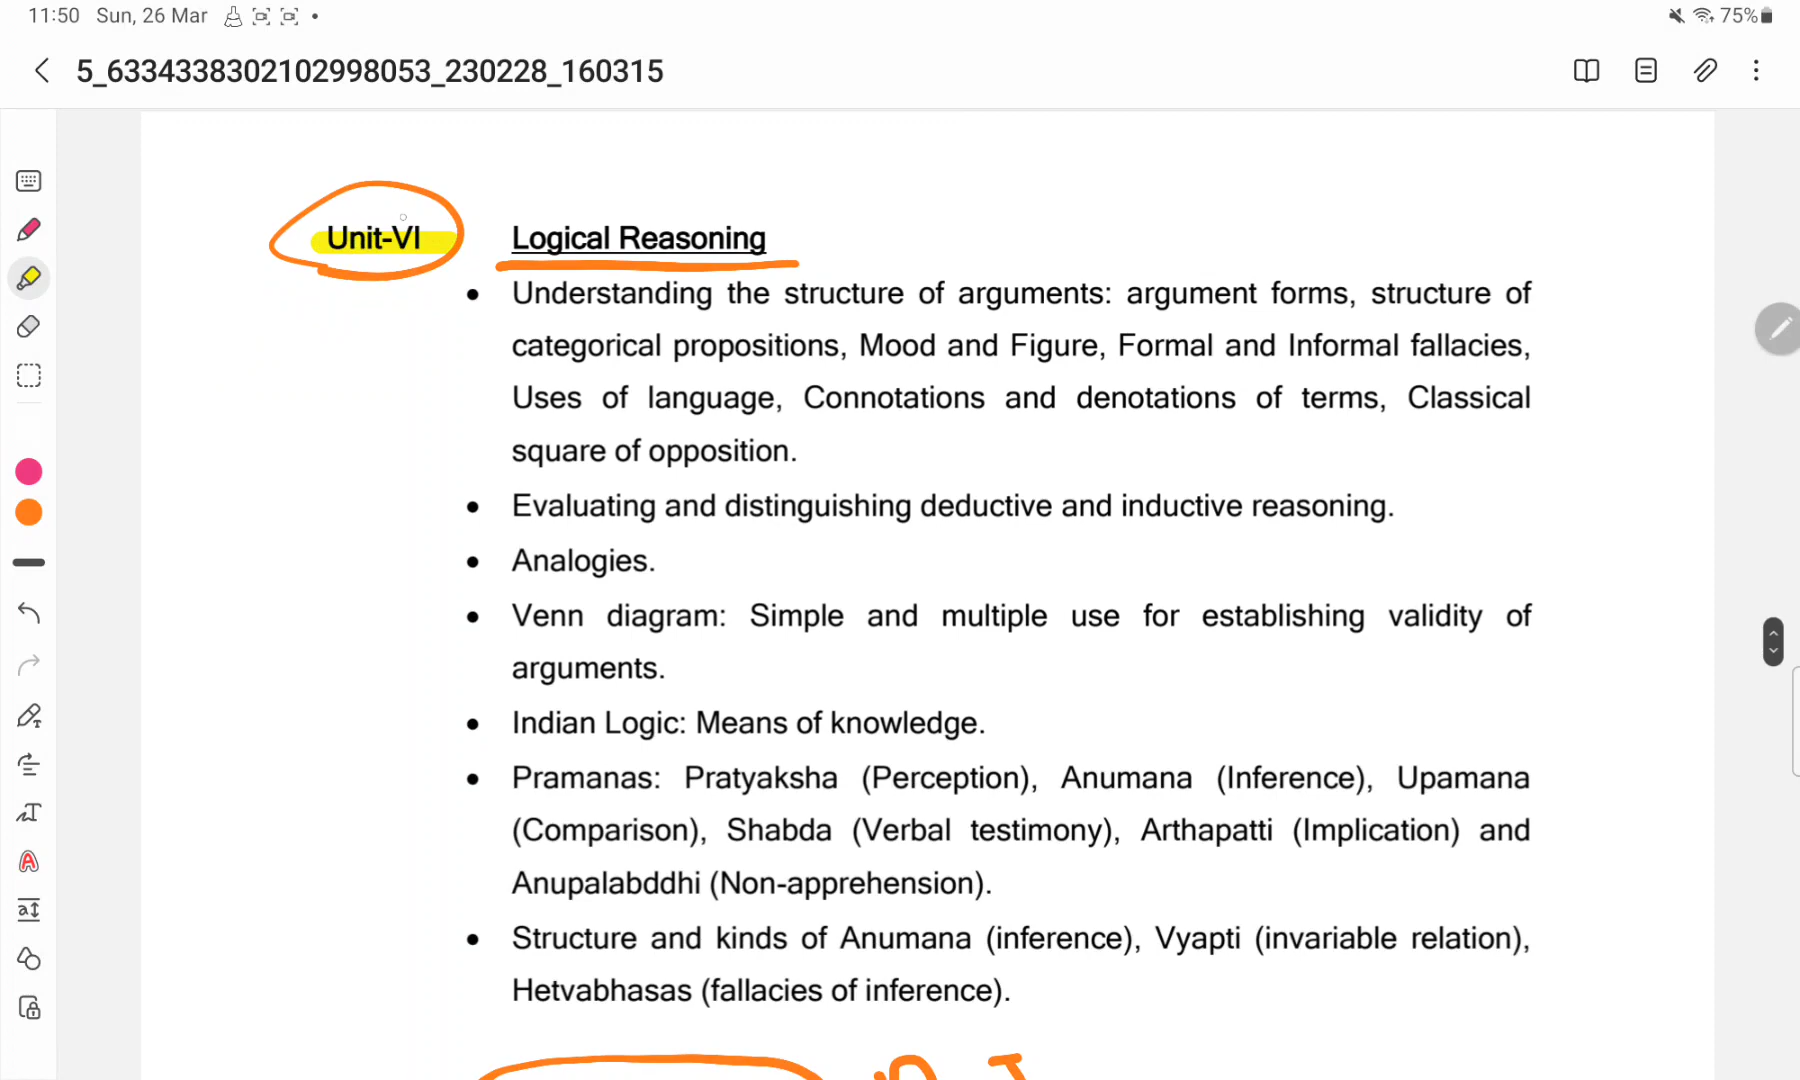 11:50 Sun, 26 Mar 75%
5_6334338302102998053_230228_160315
Unit-VI Logical Reasoning
• Understanding the structure of arguments: argument forms, structure of
categorical propositions, Mood and Figure, Formal and Informal fallacies,
Uses of language, Connotations and denotations of terms, Classical
square of opposition.
• Evaluating and distinguishing deductive and inductive reasoning.
• Analogies.
• Venn diagram: Simple and multiple use for establishing validity of
arguments.
• Indian Logic: Means of knowledge.
• Pramanas: Pratyaksha (Perception), Anumana (Inference), Upamana
(Comparison), Shabda (Verbal testimony), Arthapatti (Implication) and
Anupalabddhi (Non-apprehension).
• Structure and kinds of Anumana (inference), Vyapti (invariable relation),
Hetvabhasas (fallacies of inference).